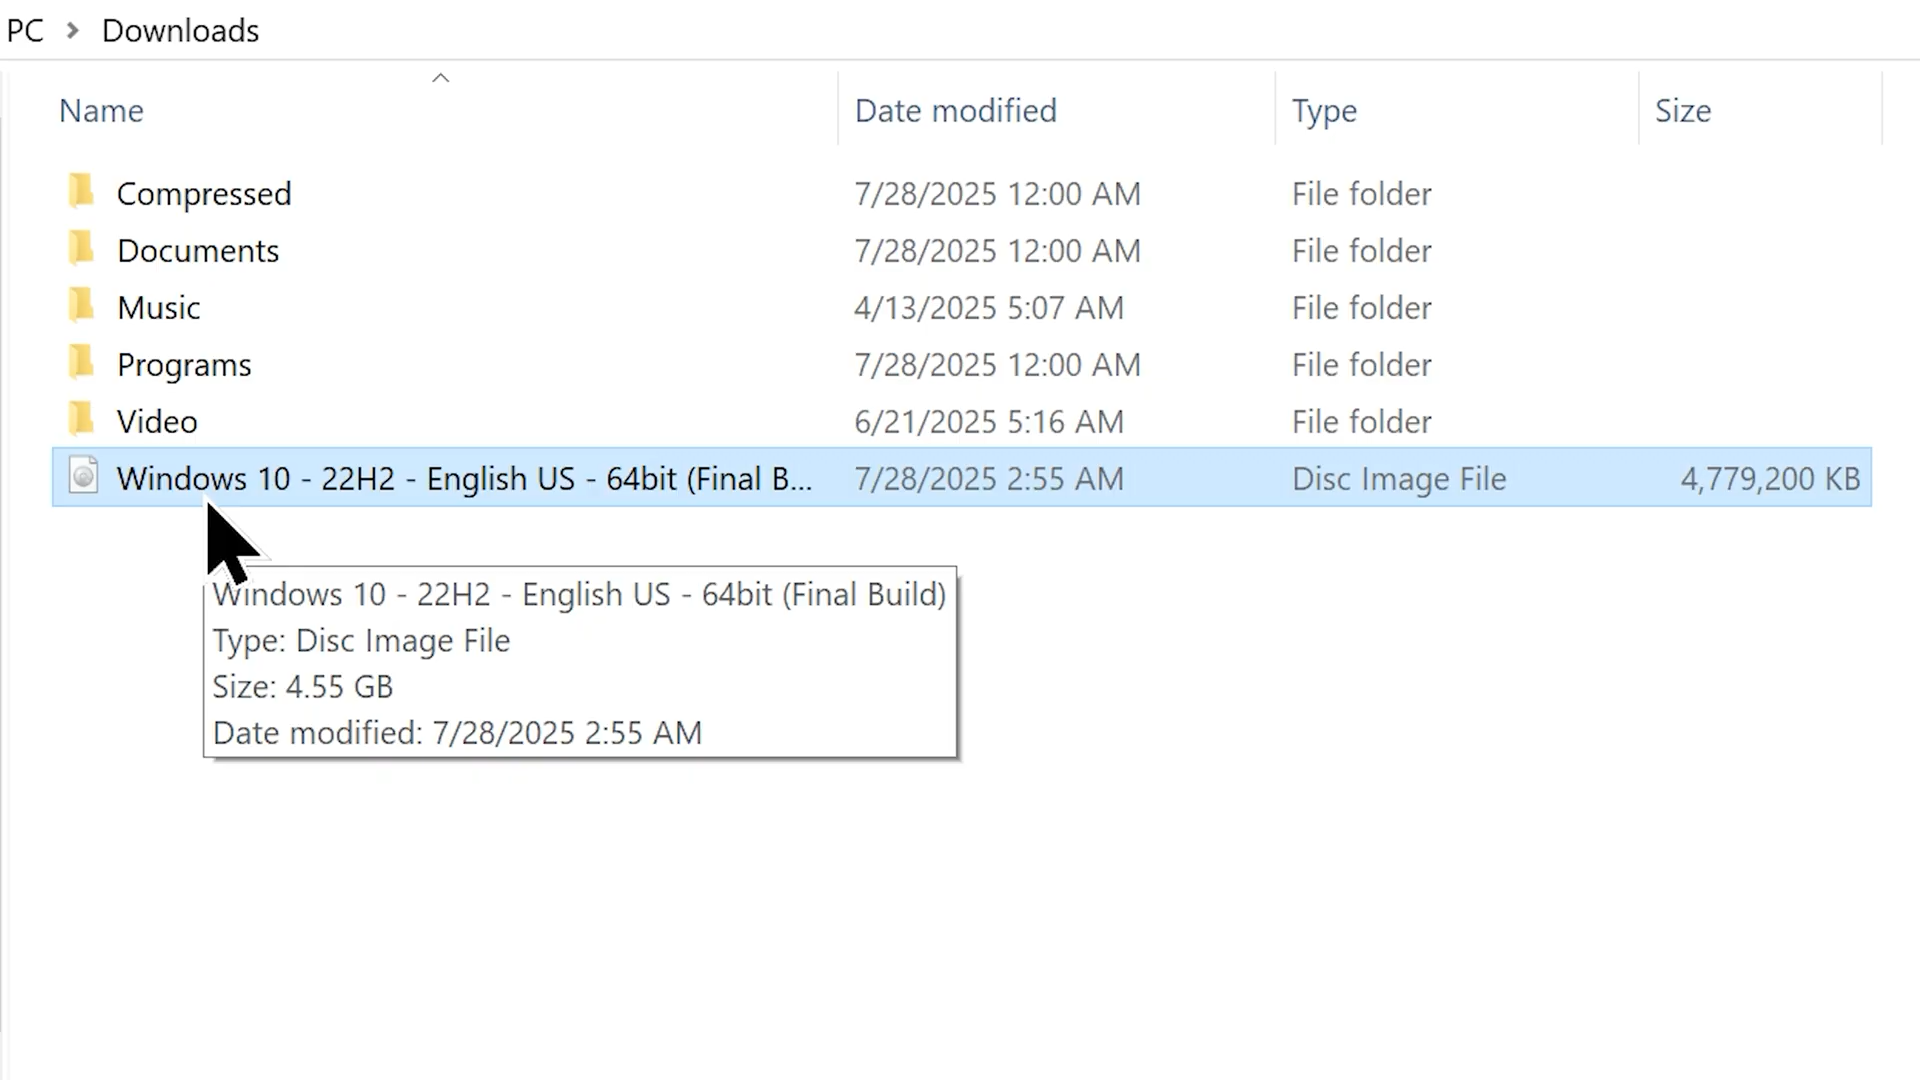 PC > Downloads
Name Date modified Type Size
Compressed 7/28/2025 12:00 AM File folder
Documents 7/28/2025 12:00 AM File folder
Music 4/13/2025 5:07 AM File folder
Programs 7/28/2025 12:00 AM File folder
Video 6/21/2025 5:16 AM File folder
Windows 10 - 22H2 - English US - 64bit (Final B... 7/28/2025 2:55 AM Disc Image File 4,779,200 KB
Windows 10 - 22H2 - English US - 64bit (Final Build)
Type: Disc Image File
Size: 4.55 GB
Date modified: 7/28/2025 2:55 AM